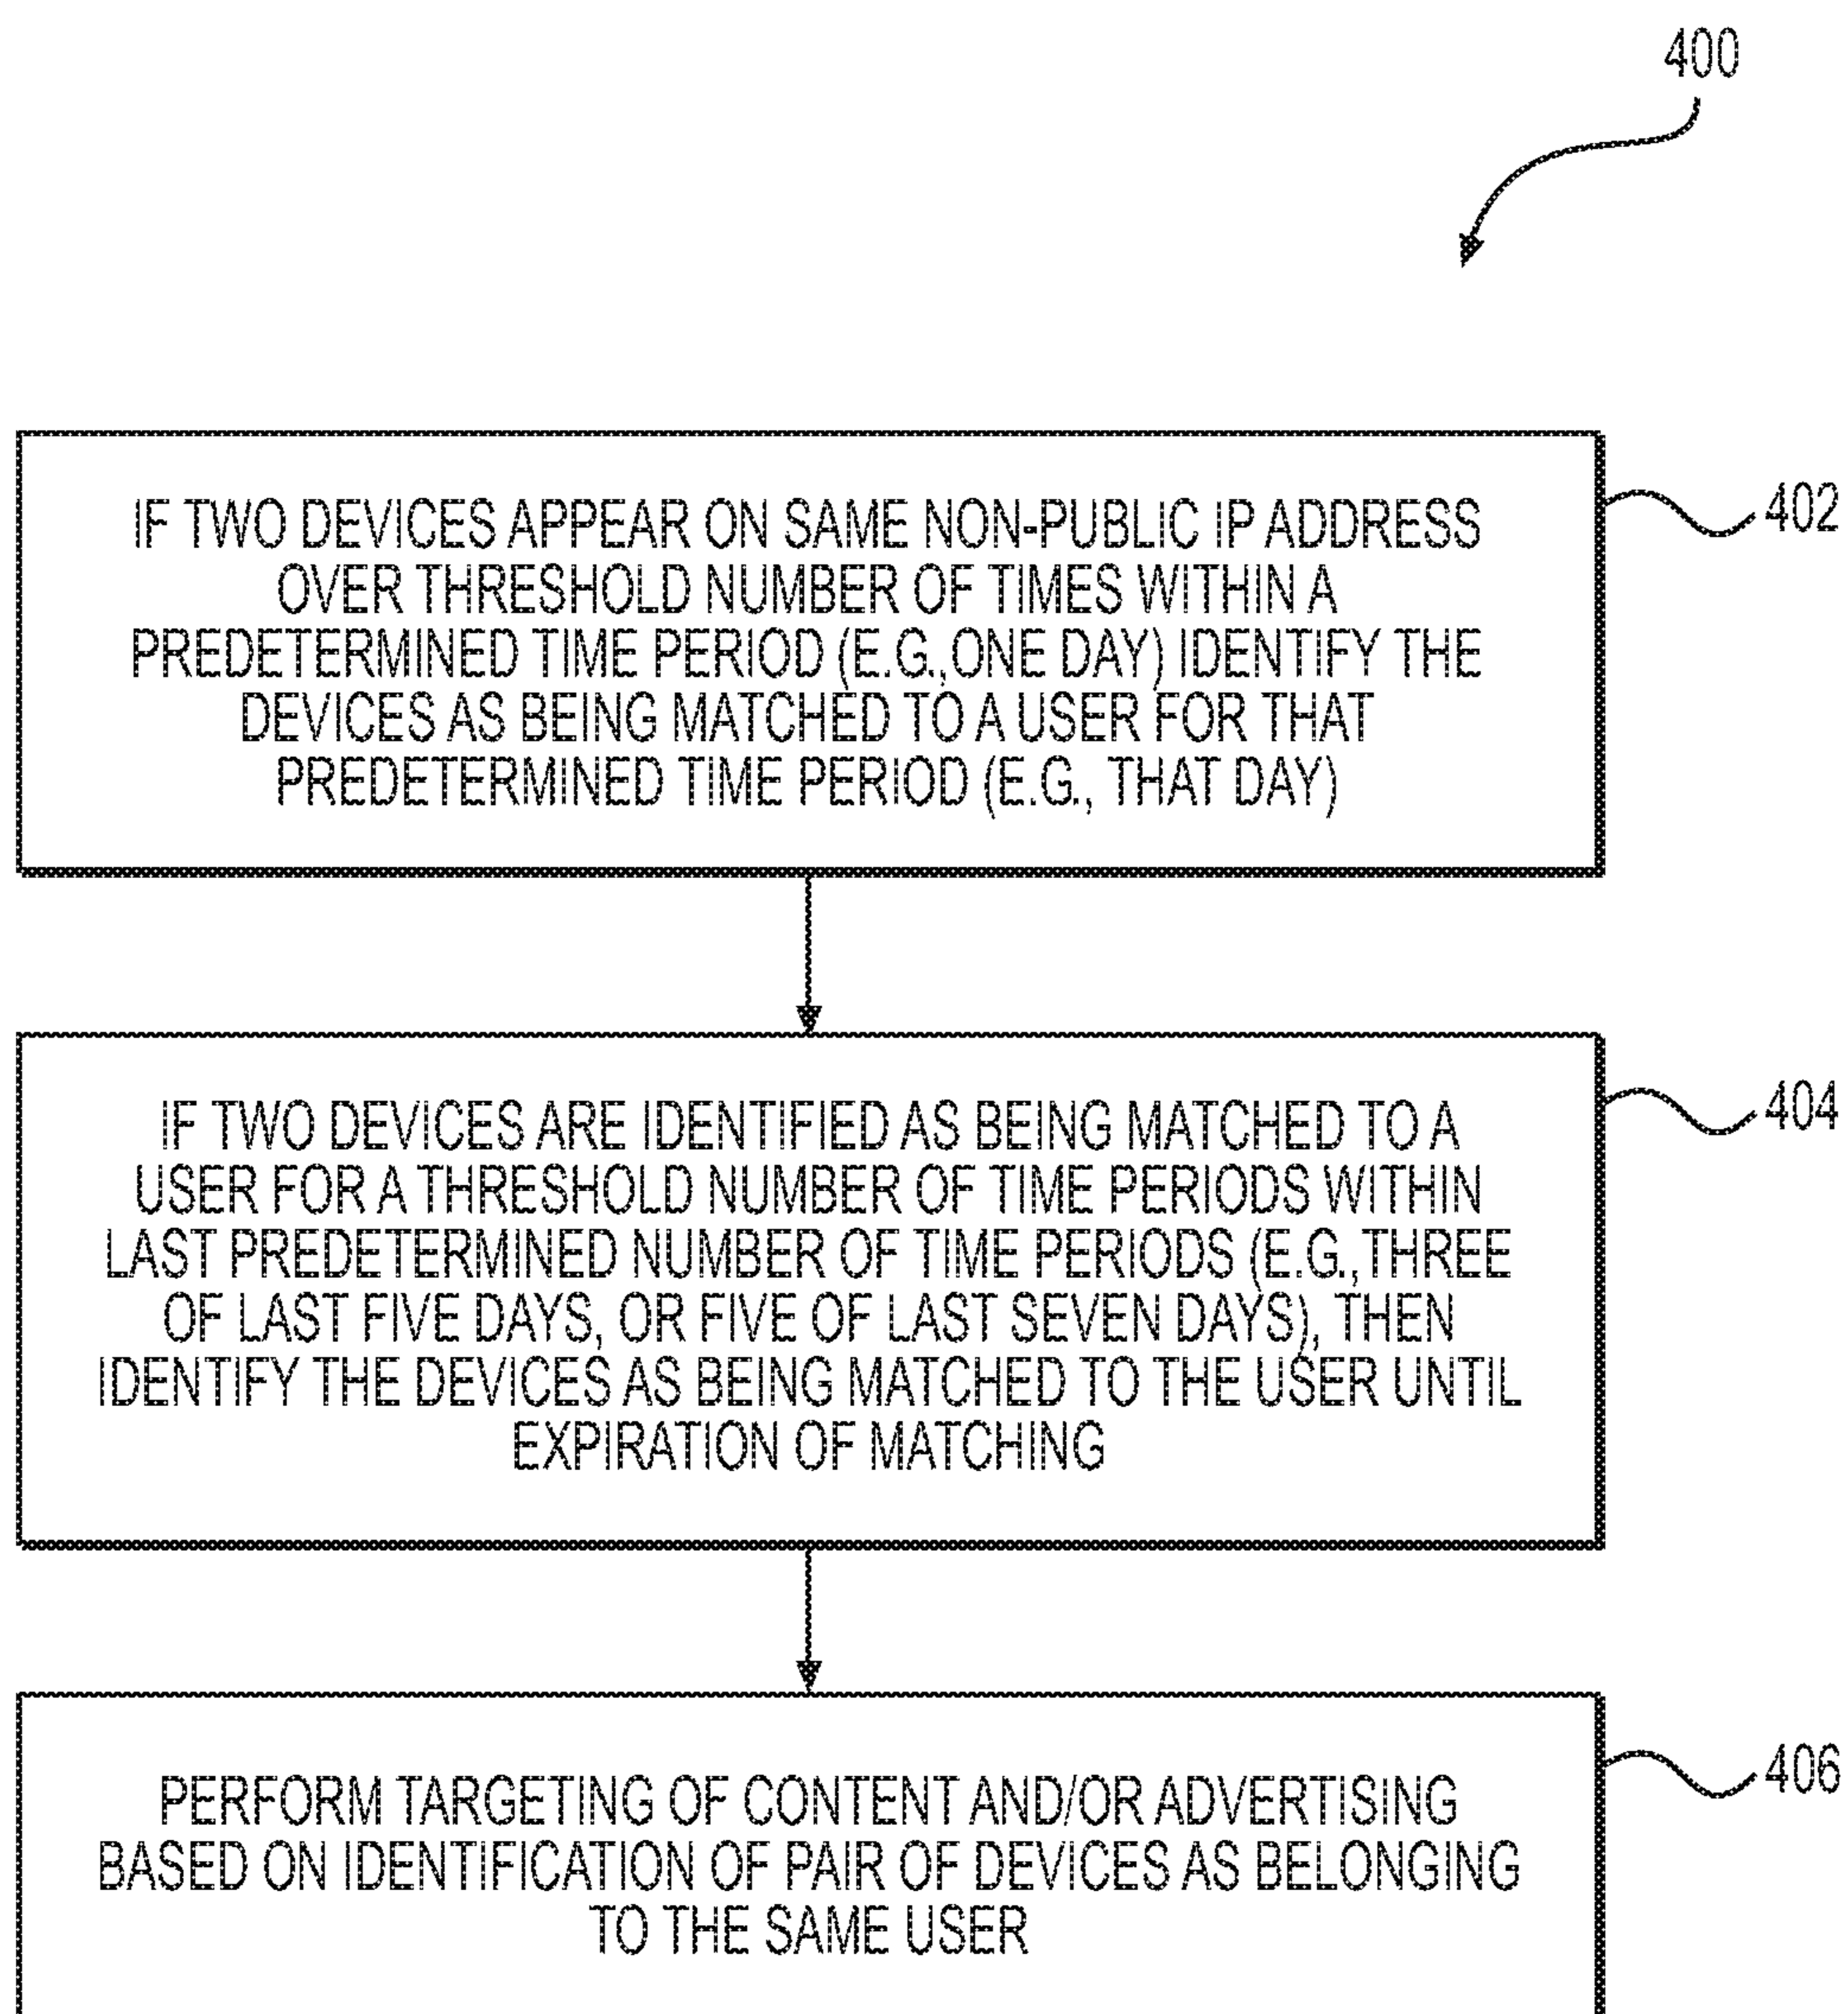 400
IF TWO DEVICES APPEAR ON SAME NON-PUBLIC IP ADDRESS
OVER THRESHOLD NUMBER OF TIMES WITHIN A
PREDETERMINED TIME PERIOD (E.G.,ONE DAY) IDENTIFY THE
DEVICES AS BEING MATCHED TO A USER FOR THAT
PREDETERMINED TIME PERIOD (E.G., THAT DAY)
402
IF TWO DEVICES ARE IDENTIFIED AS BEING MATCHED TO A
USER FOR A THRESHOLD NUMBER OF TIME PERIODS WITHIN
LAST PREDETERMINED NUMBER OF TIME PERIODS (E.G.,THREE
OF LAST FIVE DAYS, OR FIVE OF LAST SEVEN DAYS), THEN
IDENTIFY THE DEVICES AS BEING MATCHED TO THE USER UNTIL
EXPIRATION OF MATCHING
404
PERFORM TARGETING OF CONTENT AND/OR ADVERTISING
BASED ON IDENTIFICATION OF PAIR OF DEVICES AS BELONGING
TO THE SAME USER
406